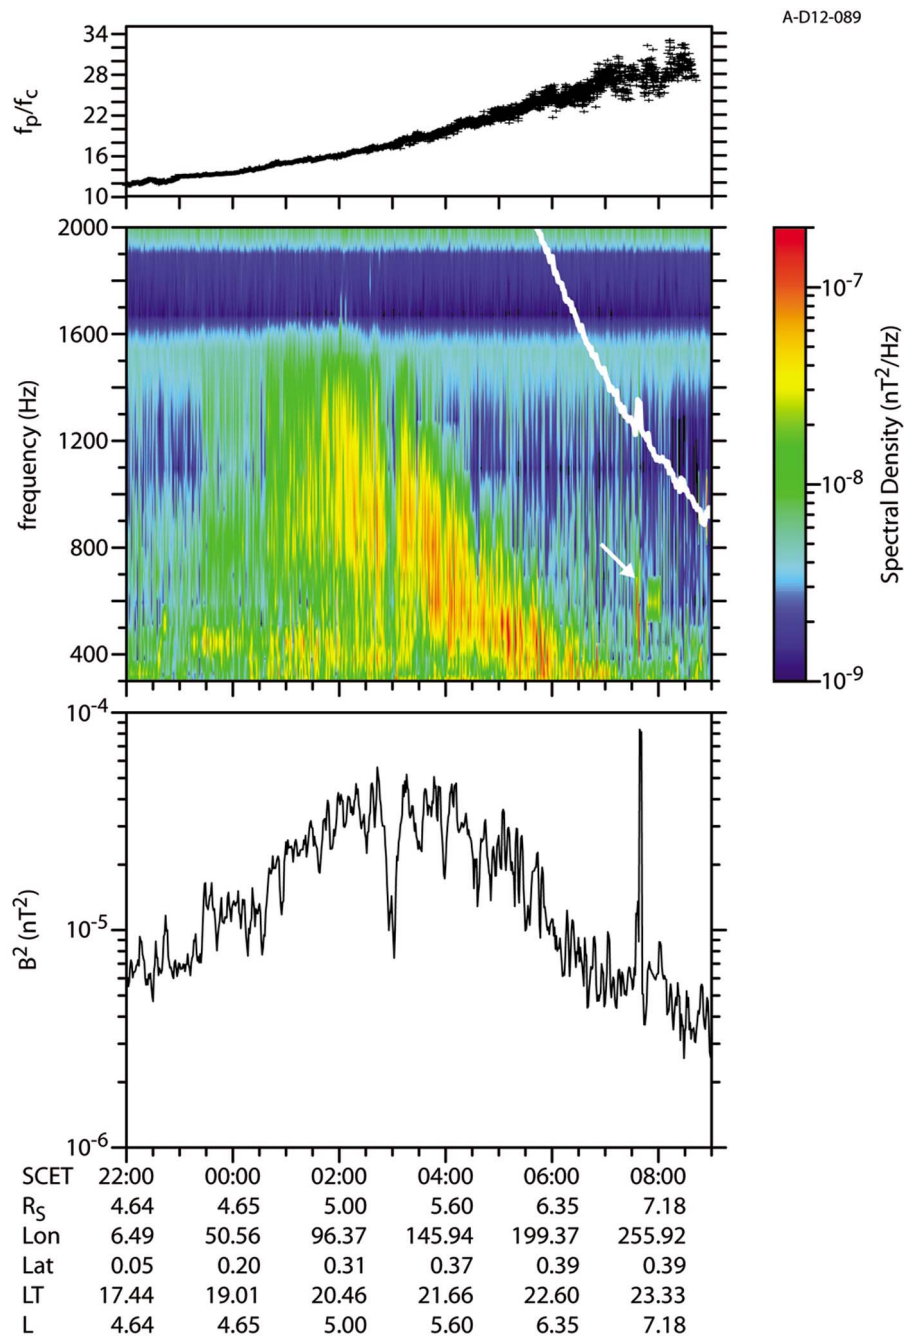 A-D12-089
34
28
22
16
10
fp/fc
2000
1600
1200
800
400
frequency (Hz)
10-7
10-8
10-9
Spectral Density (nT2/Hz)
10-4
10-5
10-6
B2 (nT2)
SCET 22:00 00:00 02:00 04:00 06:00 08:00
RS 4.64 4.65 5.00 5.60 6.35 7.18
Lon 6.49 50.56 96.37 145.94 199.37 255.92
Lat 0.05 0.20 0.31 0.37 0.39 0.39
LT 17.44 19.01 20.46 21.66 22.60 23.33
L 4.64 4.65 5.00 5.60 6.35 7.18